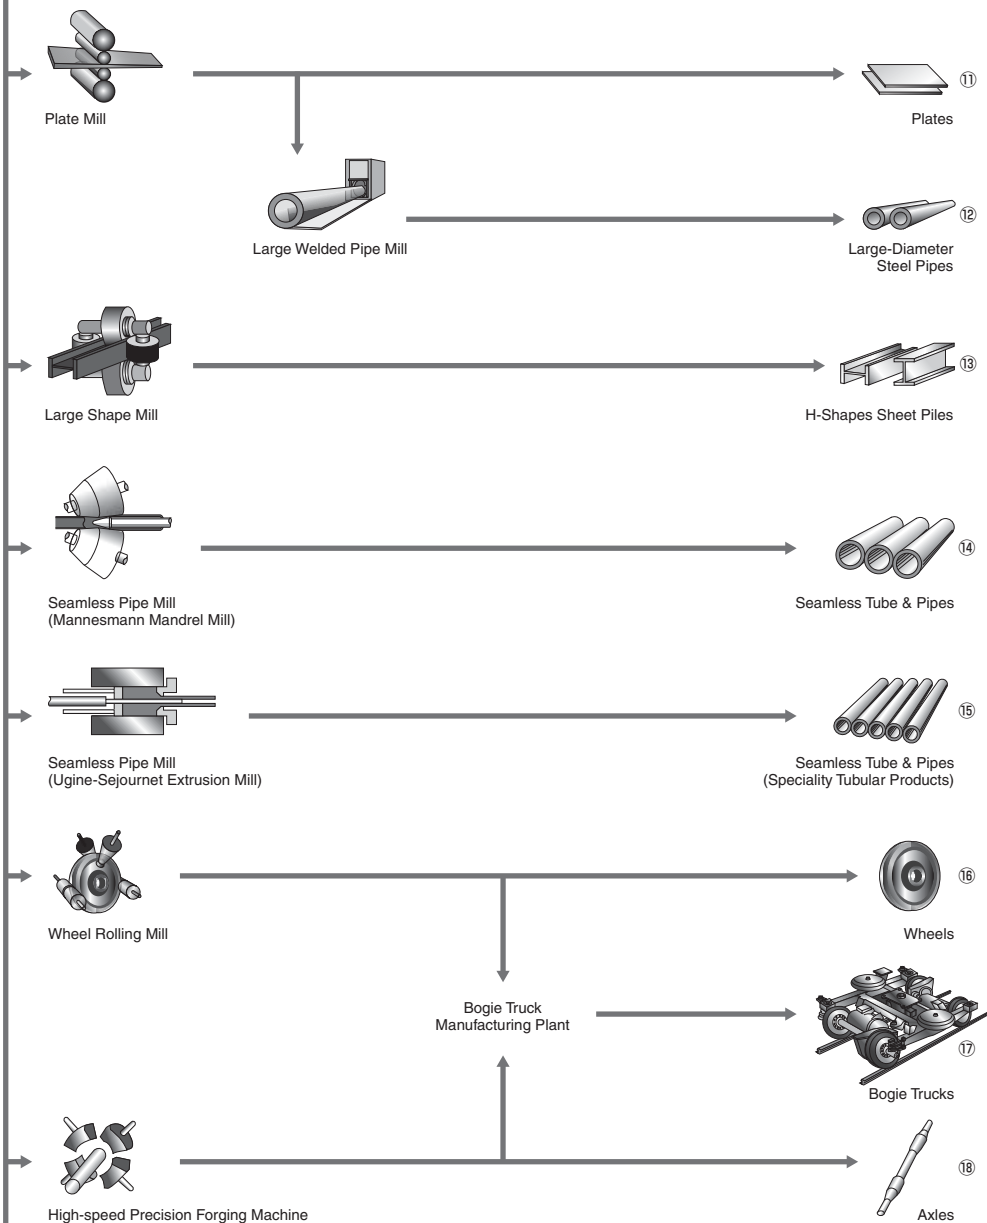 ⑪
Plate Mill
Plates
Large Welded Pipe Mill
⑫
Large-Diameter
Steel Pipes
⑬
Large Shape Mill
H-Shapes Sheet Piles
⑭
Seamless Pipe Mill
(Mannesmann Mandrel Mill)
Seamless Tube & Pipes
⑮
Seamless Pipe Mill
(Ugine-Sejournet Extrusion Mill)
Seamless Tube & Pipes
(Speciality Tubular Products)
⑯
Wheel Rolling Mill
Wheels
Bogie Truck
Manufacturing Plant
⑰
Bogie Trucks
⑱
High-speed Precision Forging Machine
Axles